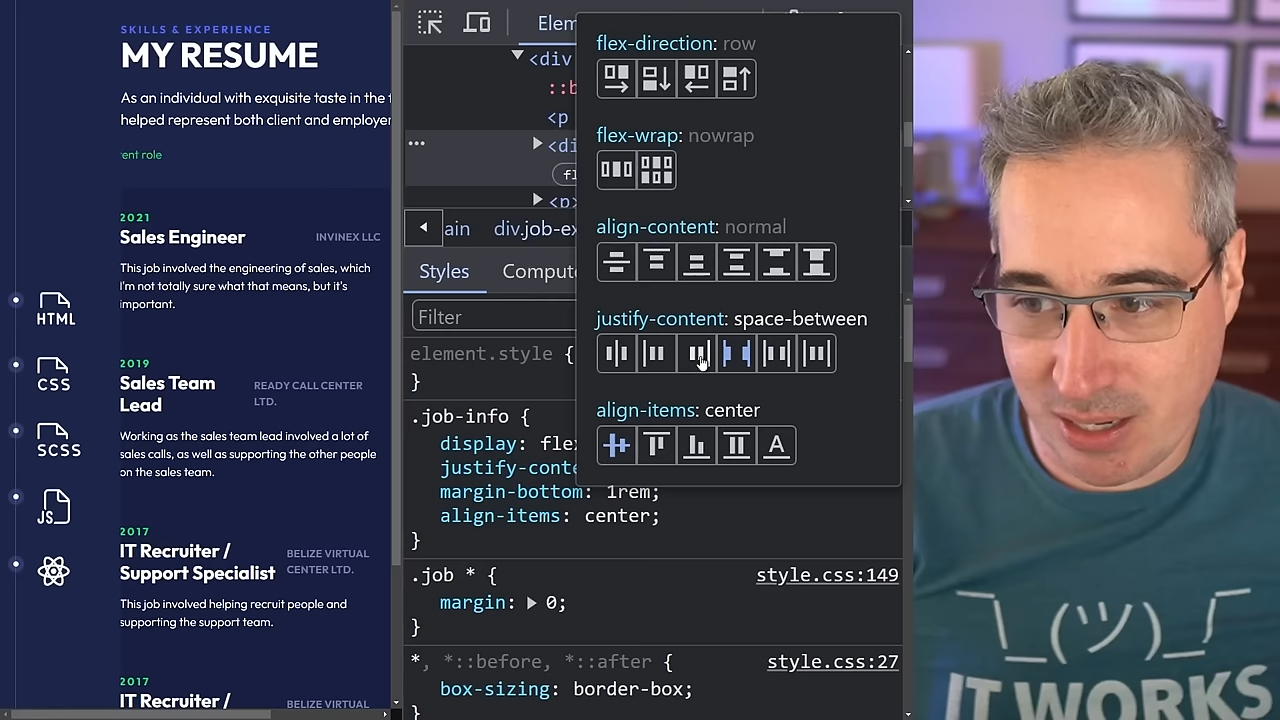 SKILLS & EXPERIENCE
MY RESUME
As an individual with exquisite taste in the
helped represent both client and employer
ent role
2021
Sales Engineer
INVINEX LLC
This job involved the engineering of sales, which
I'm not totally sure what that means, but it's
important.
2019
Sales Team
Lead
READY CALL CENTER
LTD.
Working as the sales team lead involved a lot of
sales calls, as well as supporting the other people
on the sales team.
2017
IT Recruiter /
Support Specialist
BELIZE VIRTUAL
CENTER LTD.
This job involved helping recruit people and
supporting the support team.
2017
IT Recruiter /
BELIZE VIRTUAL
HTML
CSS
SCSS
JS
Elem
<div
::b
<p
<di
fl
<p>
ain
div.job-ex
Styles
Compute
Filter
element.style {
}
.job-info {
display: flex
justify-conte
margin-bottom: 1rem;
align-items: center;
}
.job * {
style.css:149
margin: 0;
}
*, *::before, *::after {
style.css:27
box-sizing: border-box;
}
flex-direction: row
flex-wrap: nowrap
align-content: normal
justify-content: space-between
align-items: center
A
¯\_(ツ)_/¯
IT WORKS